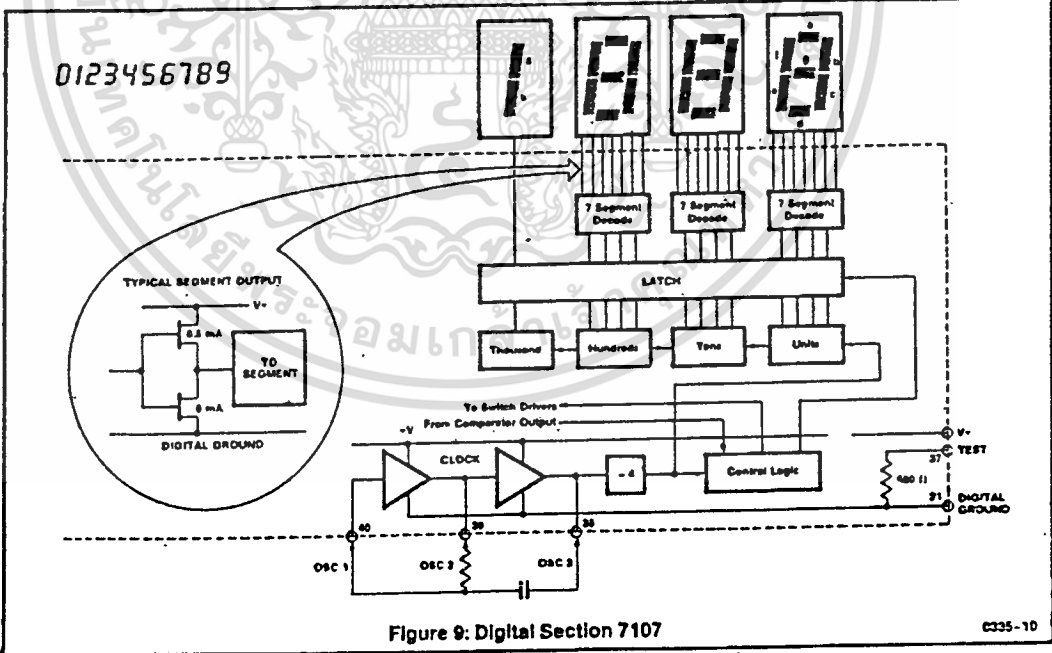 0123456789
a
b
a
f
b
g
e
c
d
7 Segment
Decode
7 Segment
Decode
7 Segment
Decode
LATCH
Thousand
Hundreds
Tens
Units
TYPICAL SEGMENT OUTPUT
V+
0.5 mA
TO
SEGMENT
8 mA
DIGITAL GROUND
To Switch Drivers
From Comparator Output
+V
CLOCK
÷ 4
Control Logic
V+
37
TEST
500 Ω
21
DIGITAL
GROUND
40
39
38
OSC 1
OSC 2
OSC 3
Figure 9: Digital Section 7107
0335-10